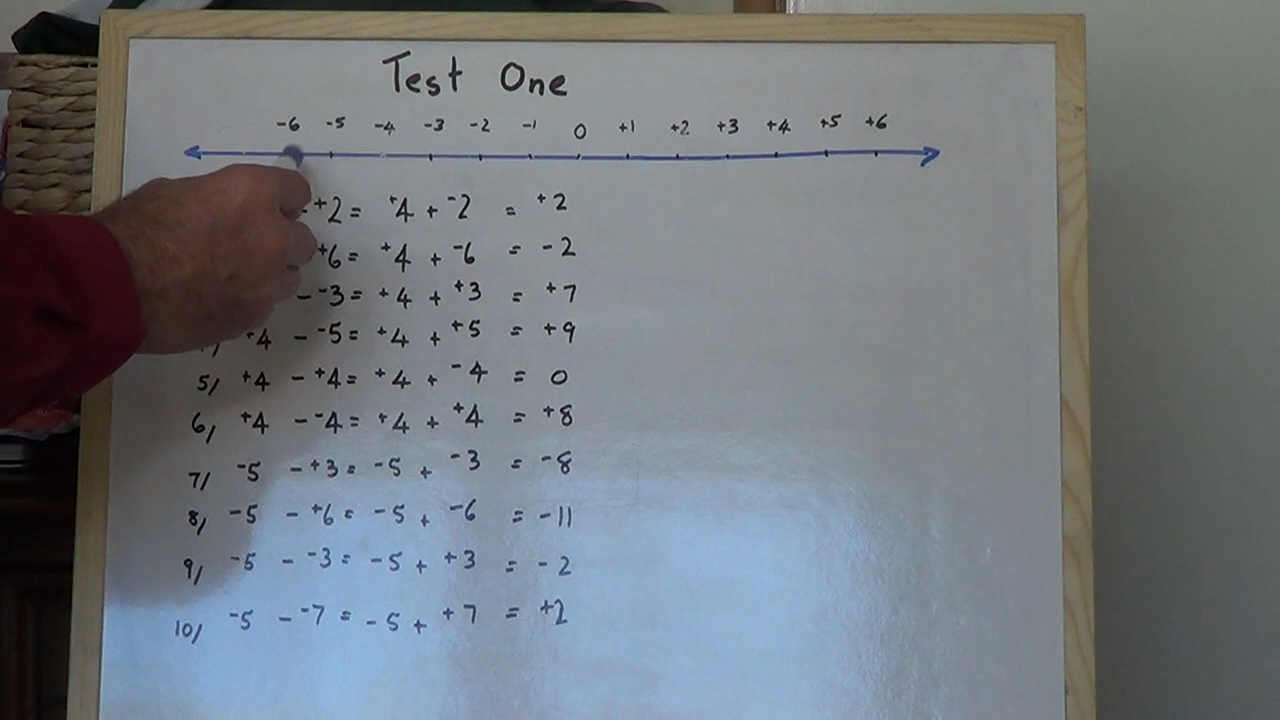 Test One
-6 -5 -4 -3 -2 -1 0 +1 +2 +3 +4 +5 +6
- +2 = +4 + -2 = +2
+6 = +4 + -6 = -2
- -3 = +4 + +3 = +7
+4 - -5 = +4 + +5 = +9
5/ +4 - +4 = +4 + -4 = 0
6/ +4 - -4 = +4 + +4 = +8
7/ -5 - +3 = -5 + -3 = -8
8/ -5 - +6 = -5 + -6 = -11
9/ -5 - -3 = -5 + +3 = -2
10/ -5 - -7 = -5 + +7 = +2